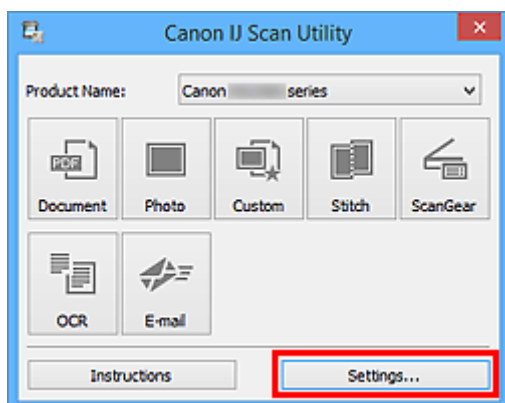 Canon IJ Scan Utility
Product Name: Canon series
Document Photo Custom Stitch ScanGear
OCR E-mail
Instructions Settings...